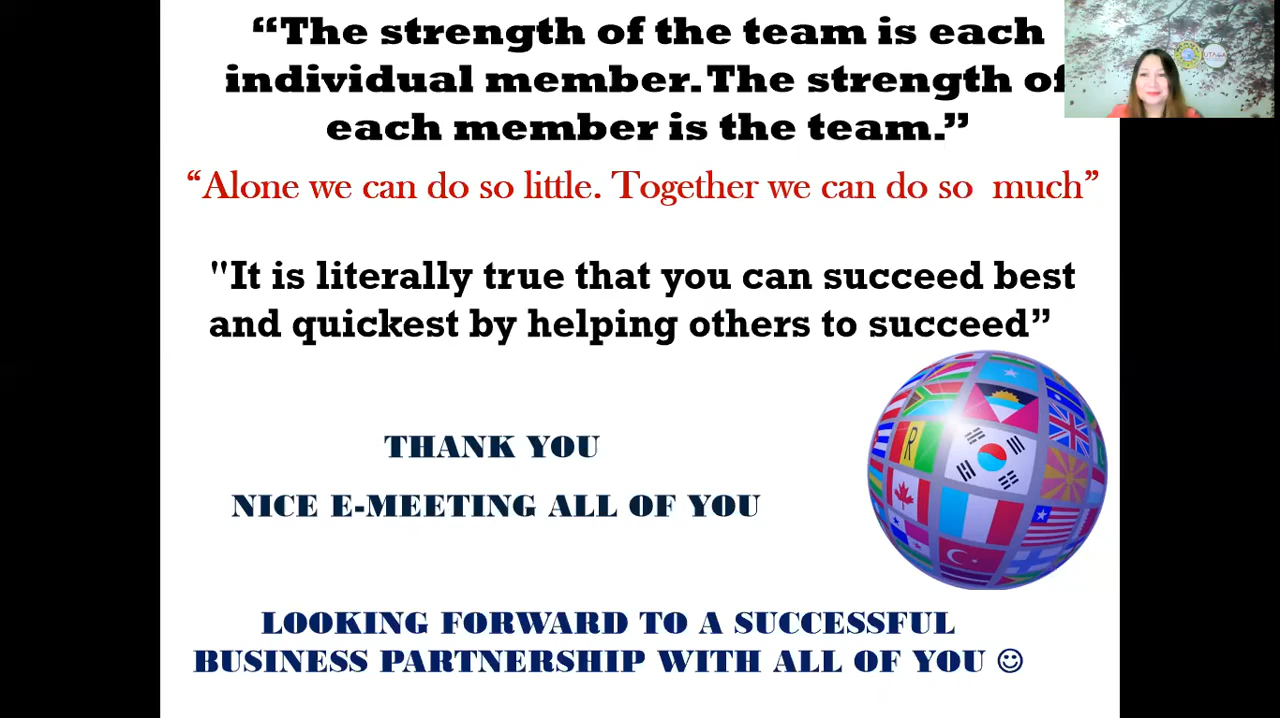 “The strength of the team is each
individual member. The strength of
each member is the team.”
“Alone we can do so little. Together we can do so  much”
"It is literally true that you can succeed best
and quickest by helping others to succeed”
THANK YOU
NICE E-MEETING ALL OF YOU
LOOKING FORWARD TO A SUCCESSFUL
BUSINESS PARTNERSHIP WITH ALL OF YOU ☺